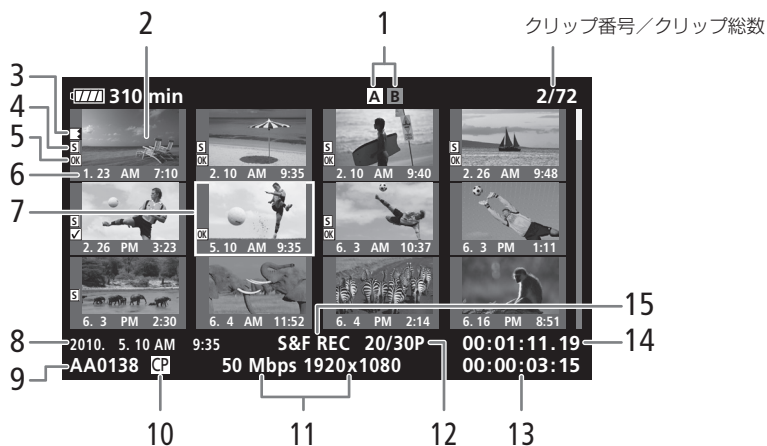 2 1 クリップ番号／クリップ総数
3 310 min A B 2/72
4 S S S
5 OK OK OK
6 1. 23 AM 7:10 2. 10 AM 9:35 2. 10 AM 9:40 2. 26 AM 9:48
7 S OK OK
2. 26 PM 3:23 5. 10 AM 9:35 6. 3 AM 10:37 6. 3 PM 1:11
S
6. 3 PM 2:30 6. 4 AM 11:52 6. 4 PM 2:14 6. 16 PM 8:51
15
8 2010. 5. 10 AM 9:35 S&F REC 20/30P 00:01:11.19 14
9 AA0138 CP 50 Mbps 1920x1080 00:00:03:15
10 11 12 13